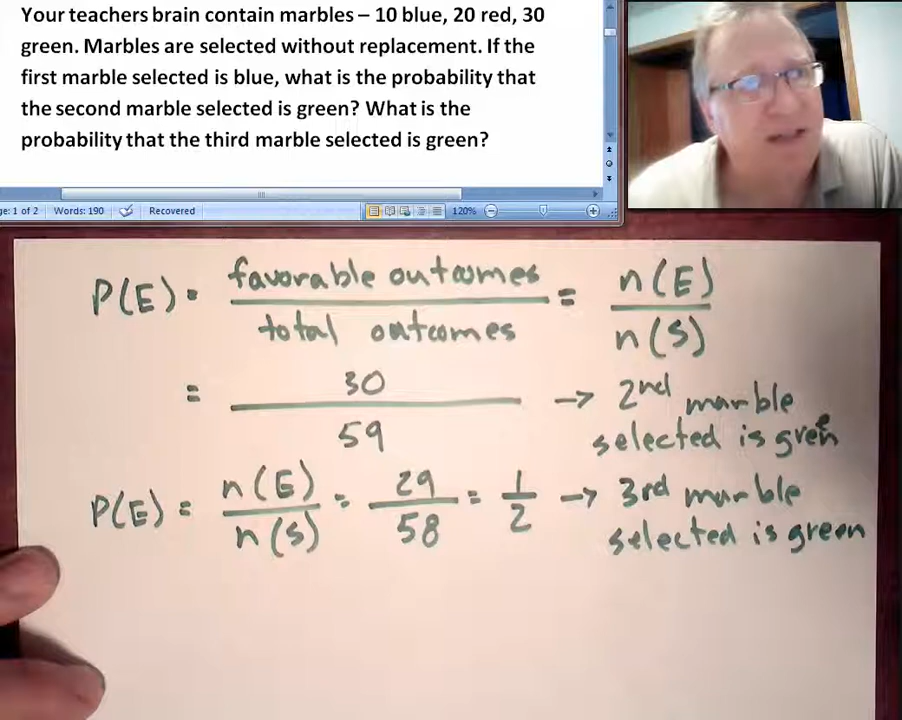 Your teachers brain contain marbles – 10 blue, 20 red, 30
green. Marbles are selected without replacement. If the
first marble selected is blue, what is the probability that
the second marble selected is green? What is the
probability that the third marble selected is green?
ge: 1 of 2 Words: 190 Recovered 120%
P(E) = favorable outcomes / total outcomes = n(E) / n(S)
= 30 / 59 → 2nd marble
selected is green
P(E) = n(E) / n(S) = 29 / 58 = 1 / 2 → 3rd marble
selected is green